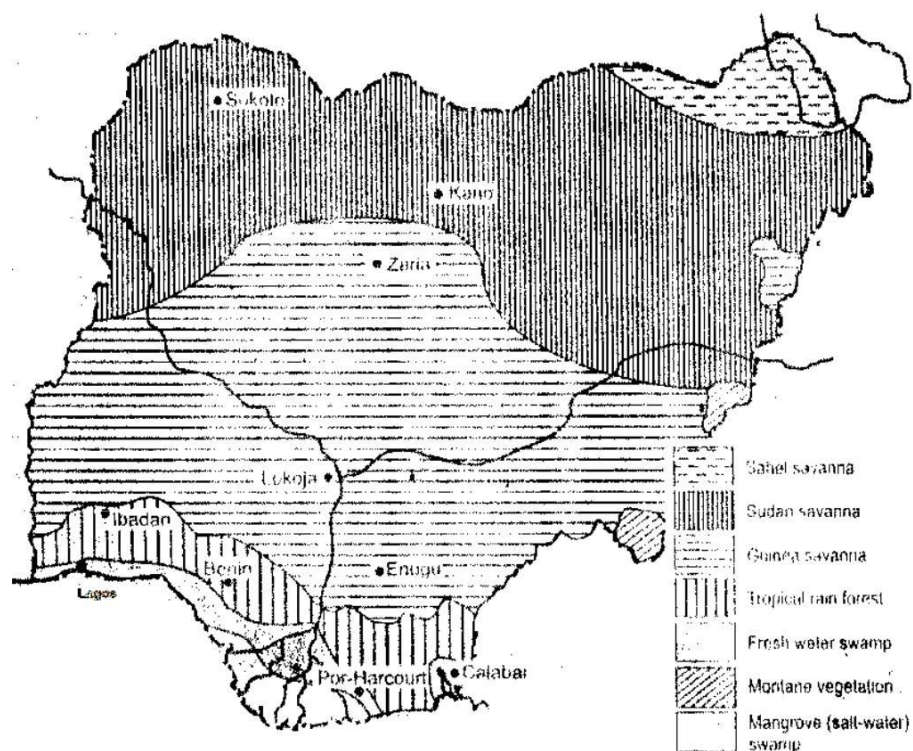 Sokoto
Kano
Zaria
Lokoja
Ibadan
Benin
Enugu
Lagos
Por-Harcourt
Calabar
Sahel savanna
Sudan savanna
Guinea savanna
Tropical rain forest
Fresh water swamp
Montane vegetation
Mangrove (salt-water)
swamp